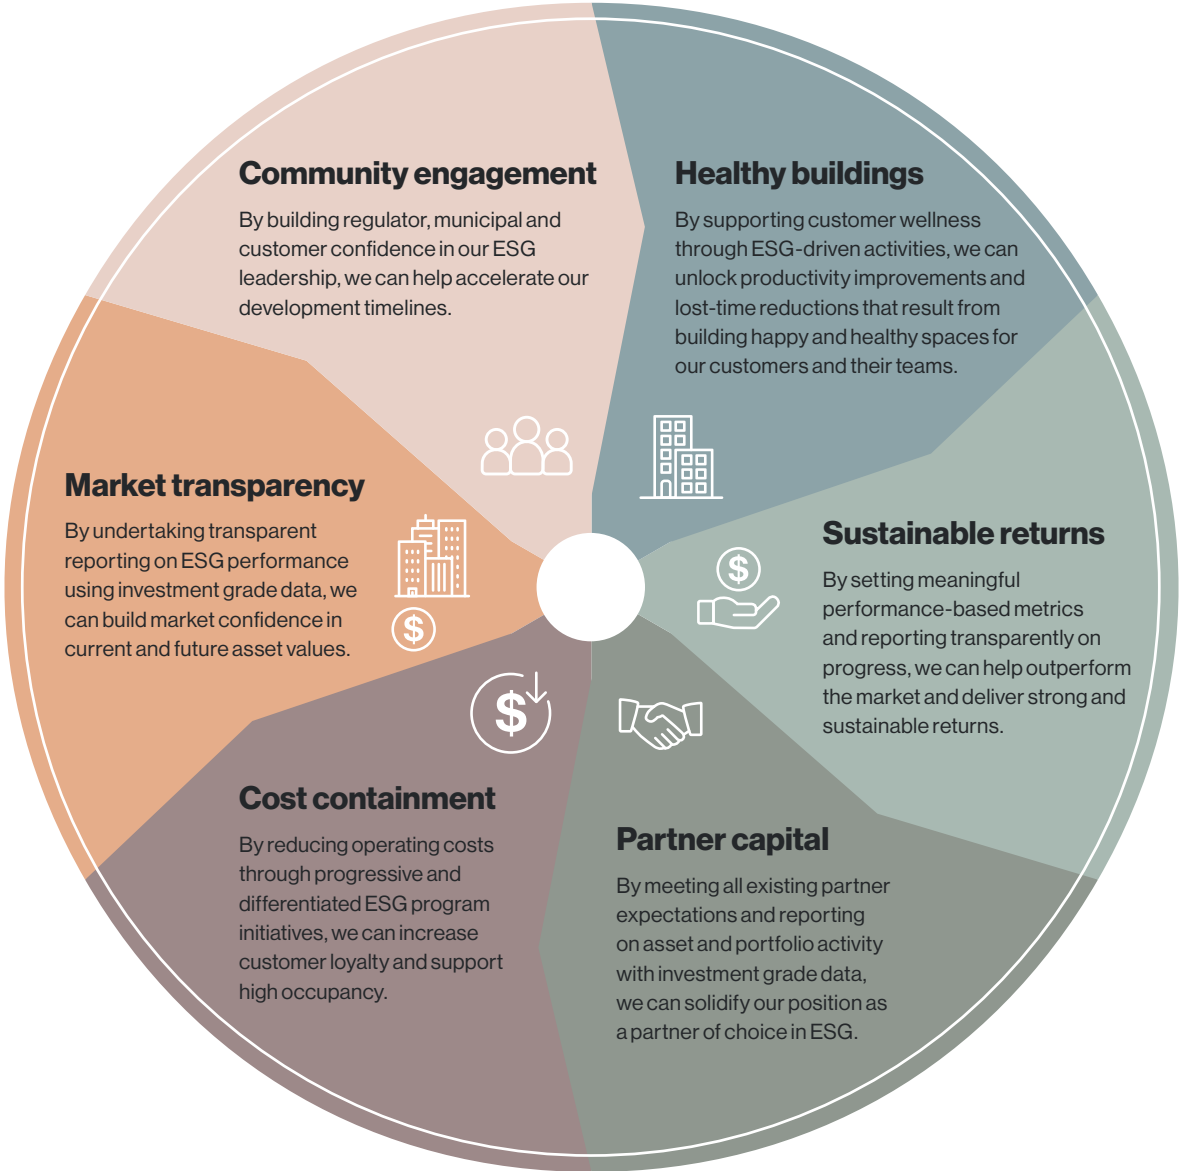 Community engagement
By building regulator, municipal and
customer confidence in our ESG
leadership, we can help accelerate our
development timelines.
Healthy buildings
By supporting customer wellness
through ESG-driven activities, we can
unlock productivity improvements and
lost-time reductions that result from
building happy and healthy spaces for
our customers and their teams.
Market transparency
By undertaking transparent
reporting on ESG performance
using investment grade data, we
can build market confidence in
current and future asset values.
$
$
Sustainable returns
By setting meaningful
performance-based metrics
and reporting transparently on
progress, we can help outperform
the market and deliver strong and
sustainable returns.
$
Cost containment
By reducing operating costs
through progressive and
differentiated ESG program
initiatives, we can increase
customer loyalty and support
high occupancy.
Partner capital
By meeting all existing partner
expectations and reporting
on asset and portfolio activity
with investment grade data,
we can solidify our position as
a partner of choice in ESG.